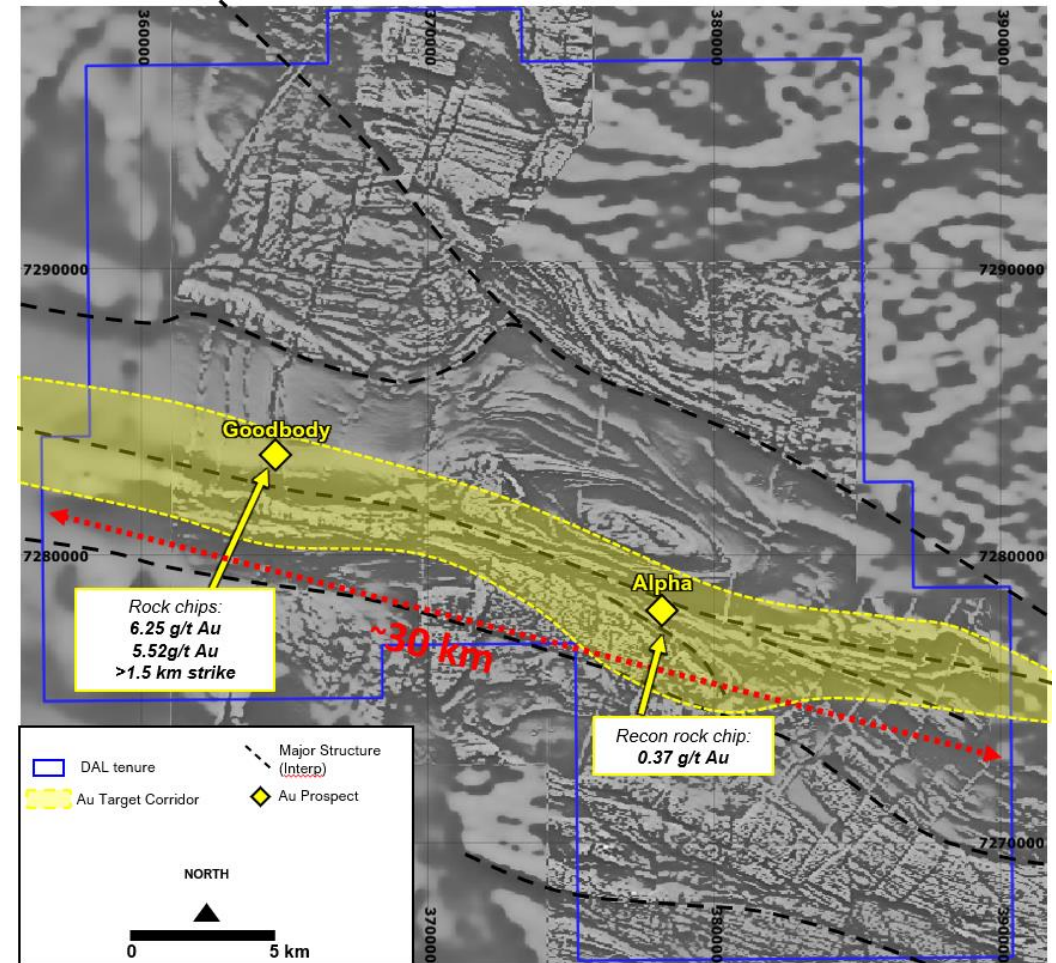 360000
370000
380000
390000
7290000
7290000
Goodbody
7280000
7280000
Alpha
Rock chips:
6.25 g/t Au
5.52g/t Au
>1.5 km strike
~30 km
Recon rock chip:
0.37 g/t Au
7270000
DAL tenure
Major Structure
(Interp)
Au Target Corridor
Au Prospect
NORTH
0
5 km
370000
380000
390000